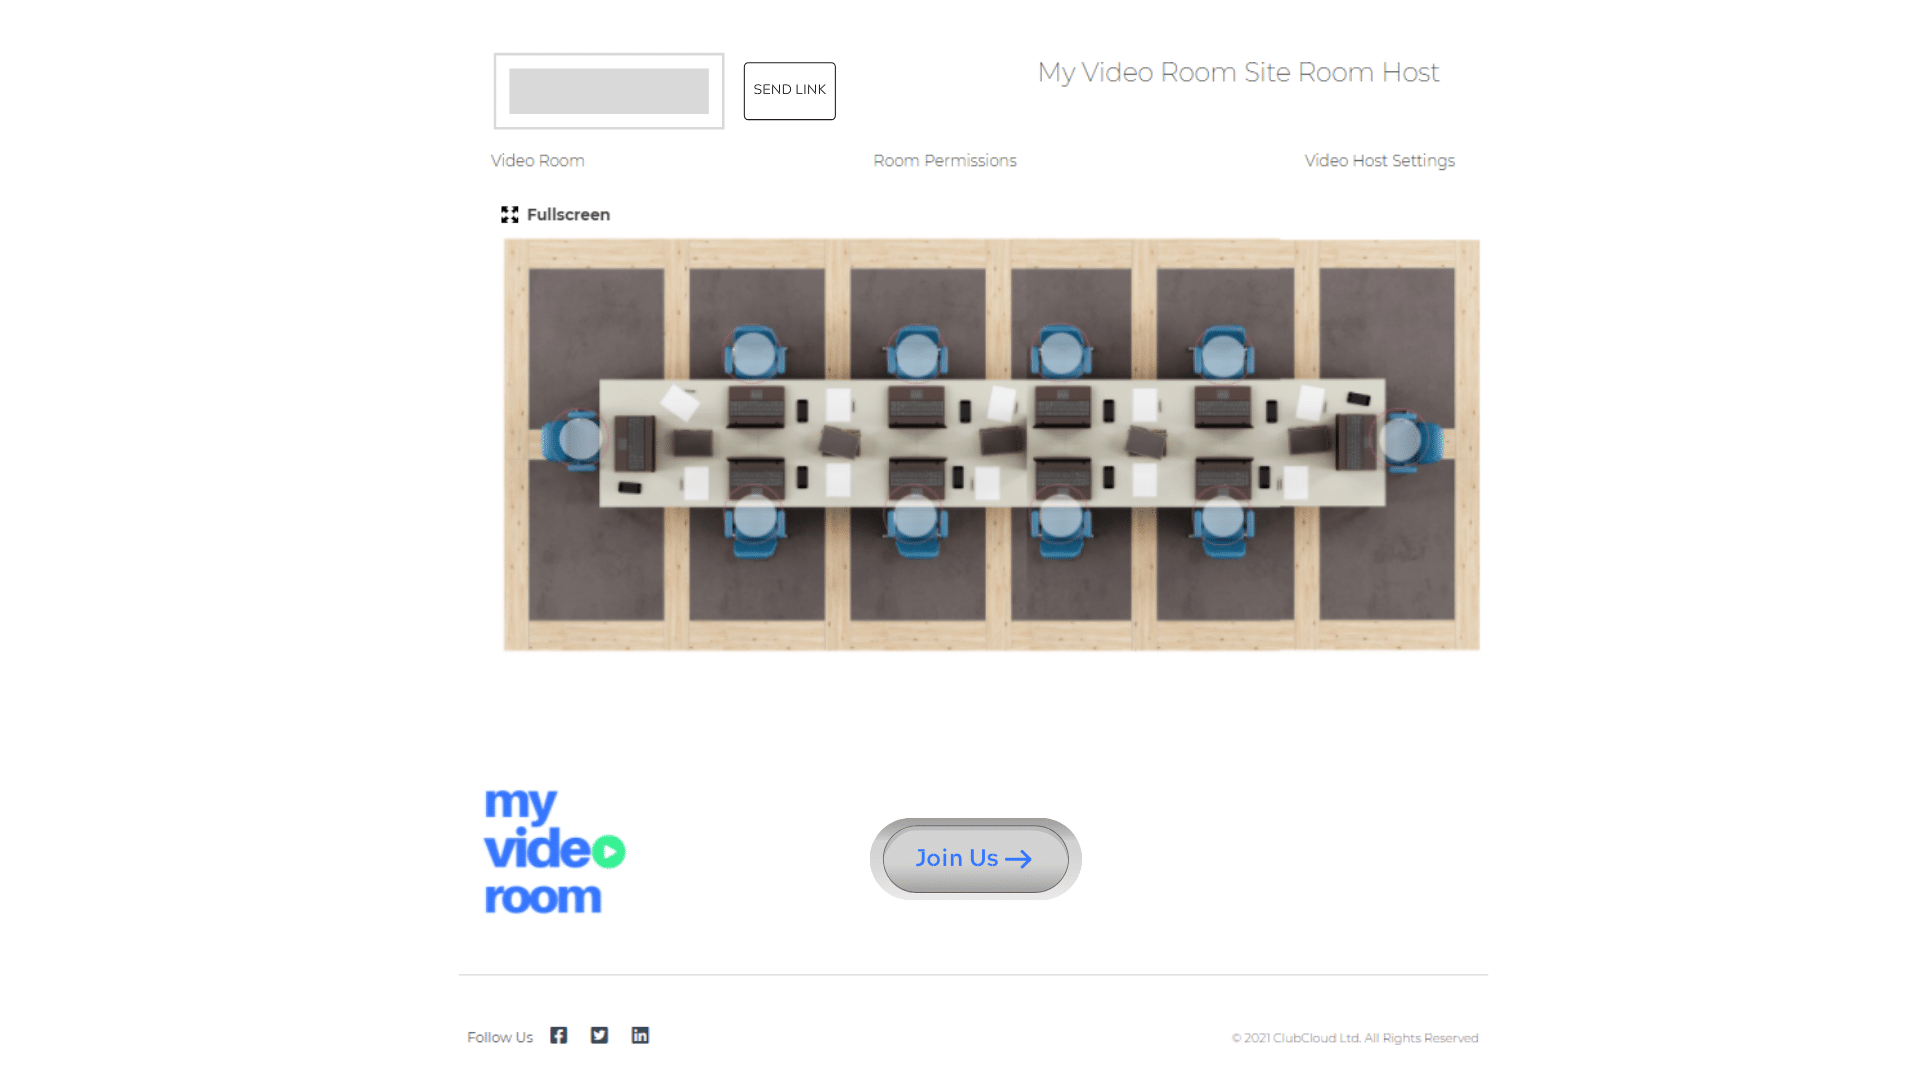 SEND LINK
My Video Room Site Room Host
Video Room
Room Permissions
Video Host Settings
Fullscreen
my
video
room
Join Us
Follow Us
© 2021 ClubCloud Ltd. All Rights Reserved